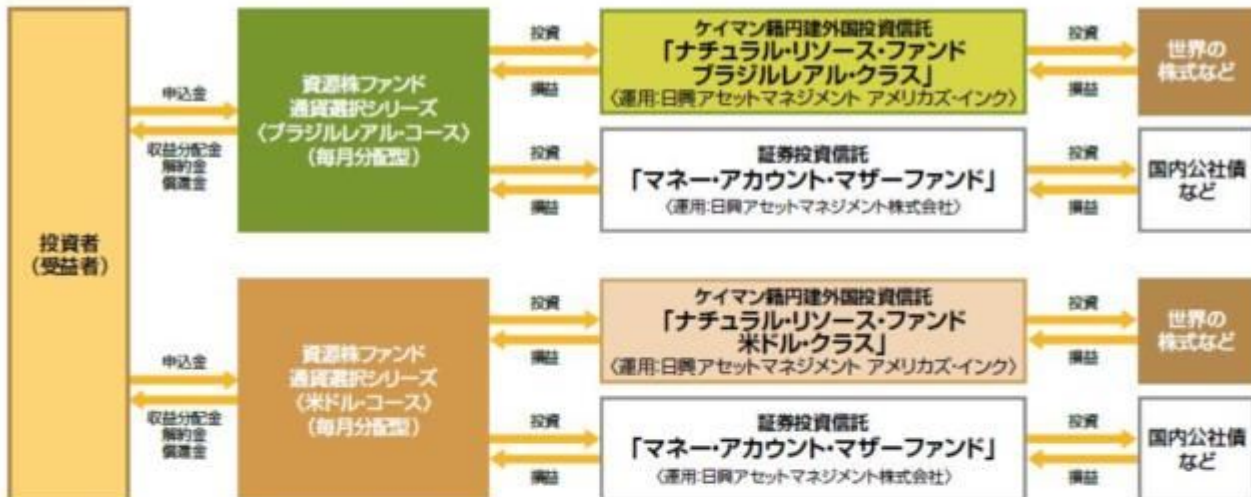 投資者
(受益者)
申込金
収益分配金
解約金
償還金
資源株ファンド
通貨選択シリーズ
〈ブラジルレアル・コース〉
(毎月分配型)
投資
損益
ケイマン籍円建外国投資信託
「ナチュラル・リソース・ファンド
ブラジルレアル・クラス」
〈運用:日興アセットマネジメント アメリカズ・インク〉
投資
損益
世界の
株式など
投資
損益
証券投資信託
「マネー・アカウント・マザーファンド」
〈運用:日興アセットマネジメント株式会社〉
投資
損益
国内公社債
など
申込金
収益分配金
解約金
償還金
資源株ファンド
通貨選択シリーズ
〈米ドル・コース〉
(毎月分配型)
投資
損益
ケイマン籍円建外国投資信託
「ナチュラル・リソース・ファンド
米ドル・クラス」
〈運用:日興アセットマネジメント アメリカズ・インク〉
投資
損益
世界の
株式など
投資
損益
証券投資信託
「マネー・アカウント・マザーファンド」
〈運用:日興アセットマネジメント株式会社〉
投資
損益
国内公社債
など